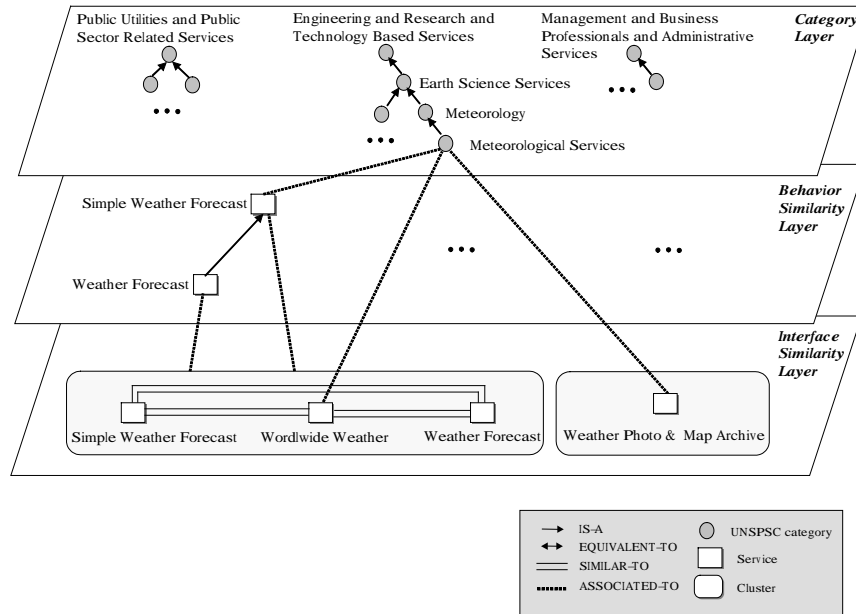 Public Utilities and Public
Sector Related Services
Engineering and Research and
Technology Based Services
Management and Business
Professionals and Administrative
Services
Category
Layer
Earth Science Services
Meteorology
Meteorological Services
Behavior
Similarity
Layer
Simple Weather Forecast
Weather Forecast
Interface
Similarity
Layer
Simple Weather Forecast
Wordlwide Weather
Weather Forecast
Weather Photo & Map Archive
IS-A
EQUIVALENT-TO
SIMILAR-TO
ASSOCIATED-TO
UNSPSC category
Service
Cluster